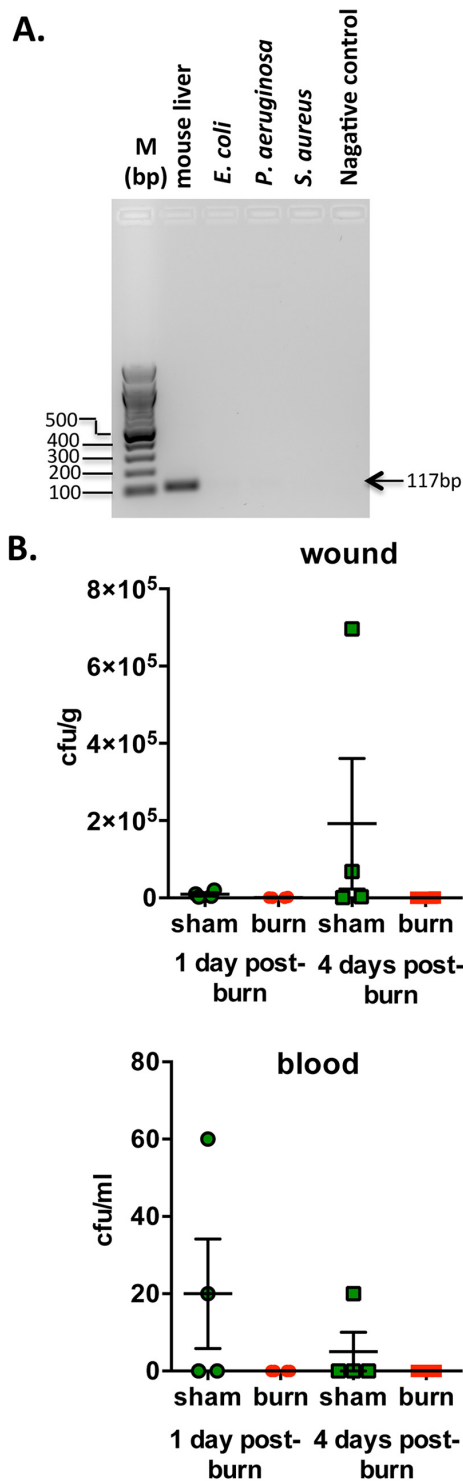 A.
M
(bp)
mouse liver
E. coli
P. aeruginosa
S. aureus
Nagative control
500
400
300
200
100
117bp
B.
wound
8×10⁵
6×10⁵
4×10⁵
2×10⁵
0
cfu/g
sham burn sham burn
1 day post- 4 days post-
burn burn
blood
80
60
40
20
0
cfu/ml
sham burn sham burn
1 day post- 4 days post-
burn burn